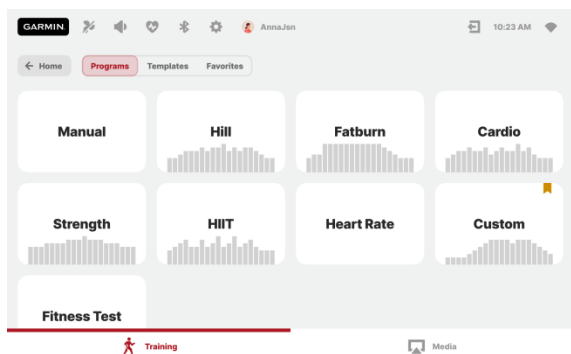 GARMIN. AnnaJsn 10:23 AM
← Home Programs Templates Favorites
Manual Hill Fatburn Cardio
Strength HIIT Heart Rate Custom
Fitness Test
Training Media